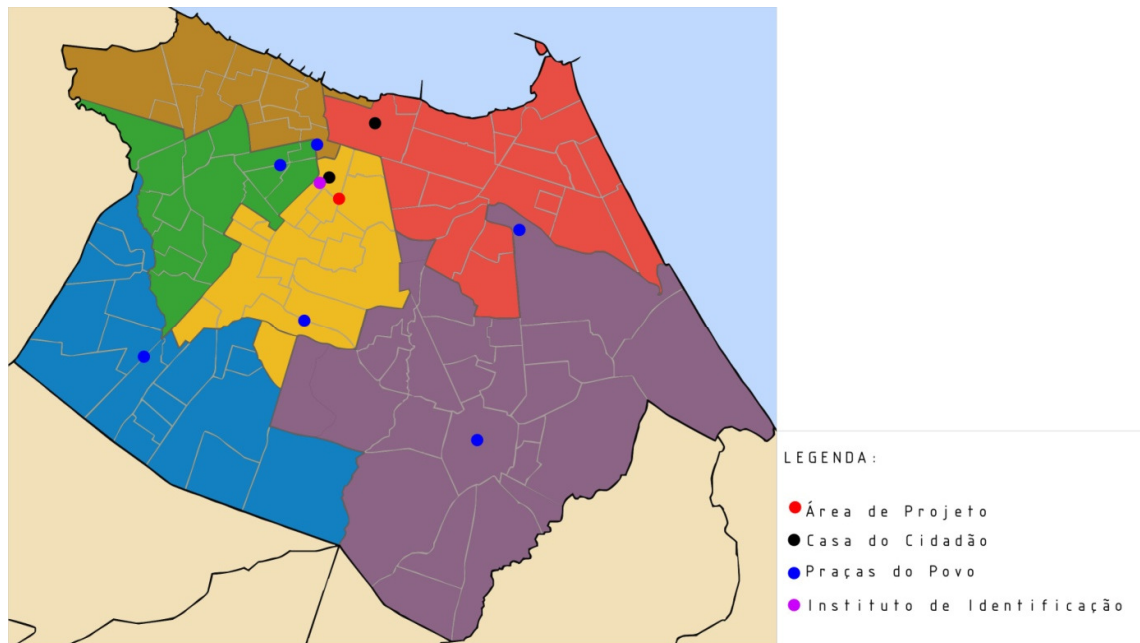 LEGENDA:
Área de Projeto
Casa do Cidadão
Praças do Povo
Instituto de Identificação